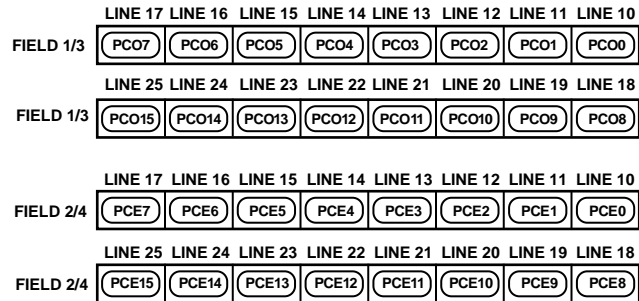 LINE 17 LINE 16 LINE 15 LINE 14 LINE 13 LINE 12 LINE 11 LINE 10
FIELD 1/3 PCO7 PCO6 PCO5 PCO4 PCO3 PCO2 PCO1 PCO0
LINE 25 LINE 24 LINE 23 LINE 22 LINE 21 LINE 20 LINE 19 LINE 18
FIELD 1/3 PCO15 PCO14 PCO13 PCO12 PCO11 PCO10 PCO9 PCO8
LINE 17 LINE 16 LINE 15 LINE 14 LINE 13 LINE 12 LINE 11 LINE 10
FIELD 2/4 PCE7 PCE6 PCE5 PCE4 PCE3 PCE2 PCE1 PCE0
LINE 25 LINE 24 LINE 23 LINE 22 LINE 21 LINE 20 LINE 19 LINE 18
FIELD 2/4 PCE15 PCE14 PCE13 PCE12 PCE11 PCE10 PCE9 PCE8